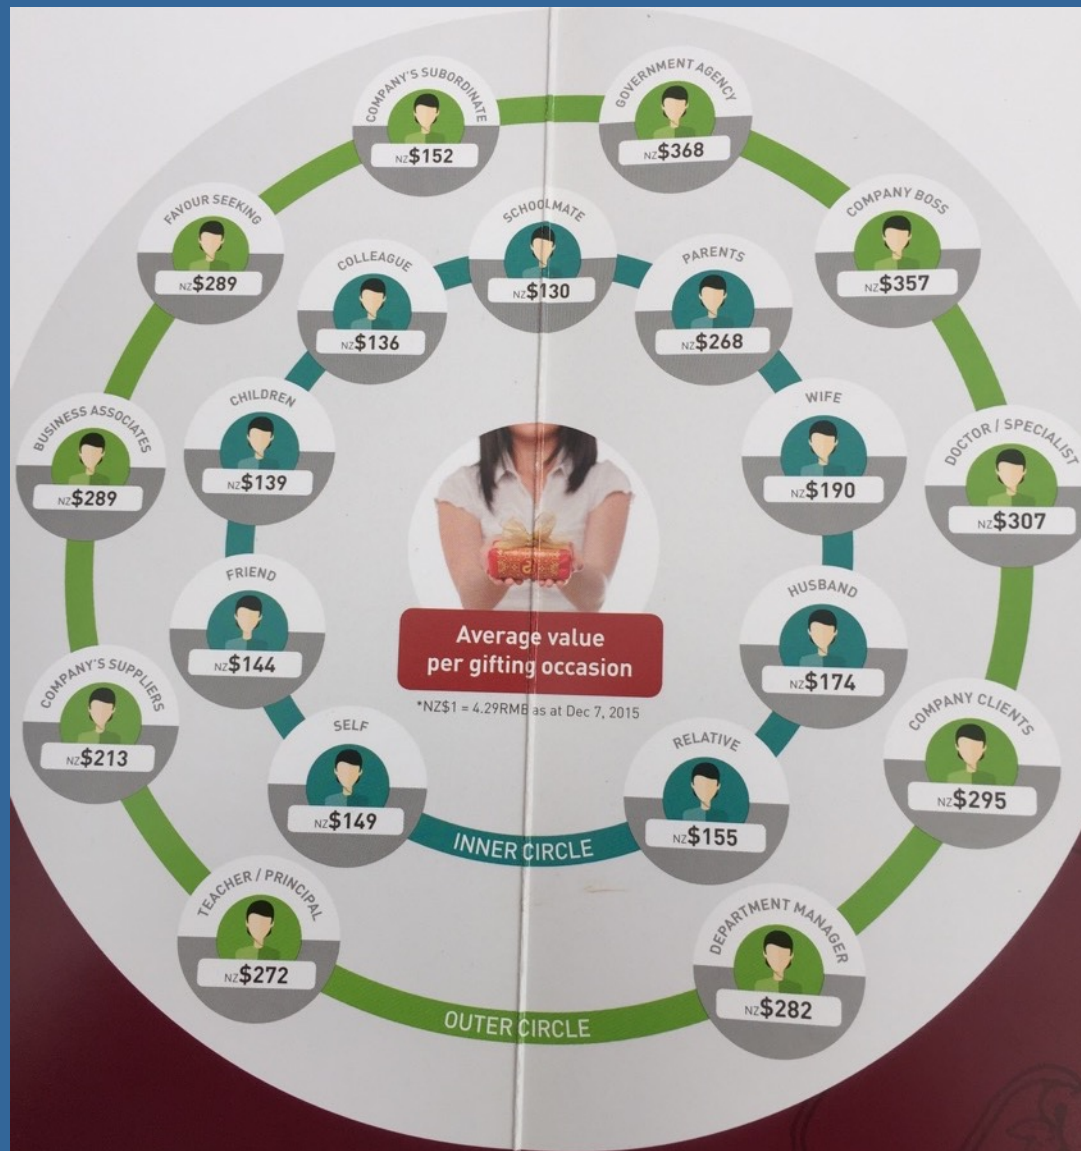 COMPANY'S SUBORDINATE
NZ$152
GOVERNMENT AGENCY
NZ$368
COMPANY BOSS
NZ$357
DOCTOR / SPECIALIST
NZ$307
COMPANY CLIENTS
NZ$295
DEPARTMENT MANAGER
NZ$282
TEACHER / PRINCIPAL
NZ$272
COMPANY'S SUPPLIERS
NZ$213
BUSINESS ASSOCIATES
NZ$289
FAVOUR SEEKING
NZ$289
OUTER CIRCLE
SCHOOLMATE
NZ$130
PARENTS
NZ$268
WIFE
NZ$190
HUSBAND
NZ$174
RELATIVE
NZ$155
SELF
NZ$149
FRIEND
NZ$144
CHILDREN
NZ$139
COLLEAGUE
NZ$136
INNER CIRCLE
Average value
per gifting occasion
*NZ$1 = 4.29RMB as at Dec 7, 2015